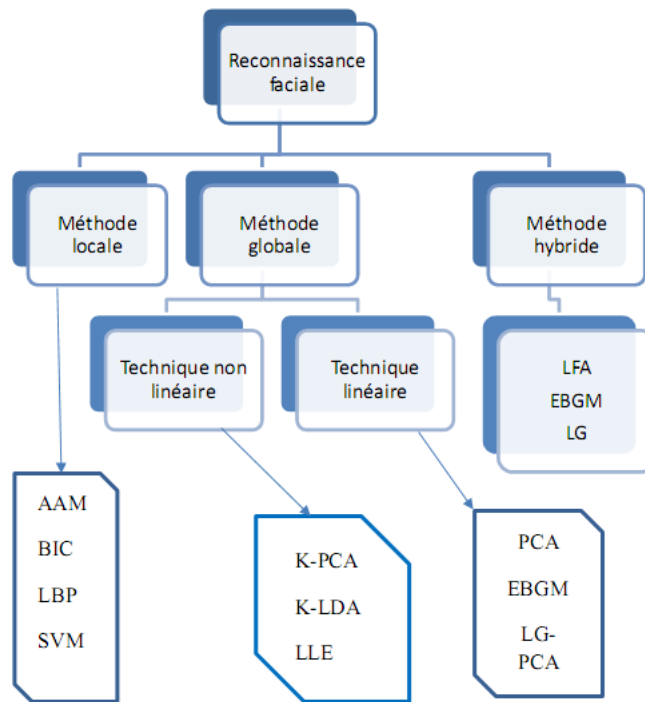 Reconnaissance
faciale
Méthode
locale
Méthode
globale
Méthode
hybride
Technique non
linéaire
Technique
linéaire
LFA
EBGM
LG
AAM
BIC
LBP
SVM
K-PCA
K-LDA
LLE
PCA
EBGM
LG-
PCA